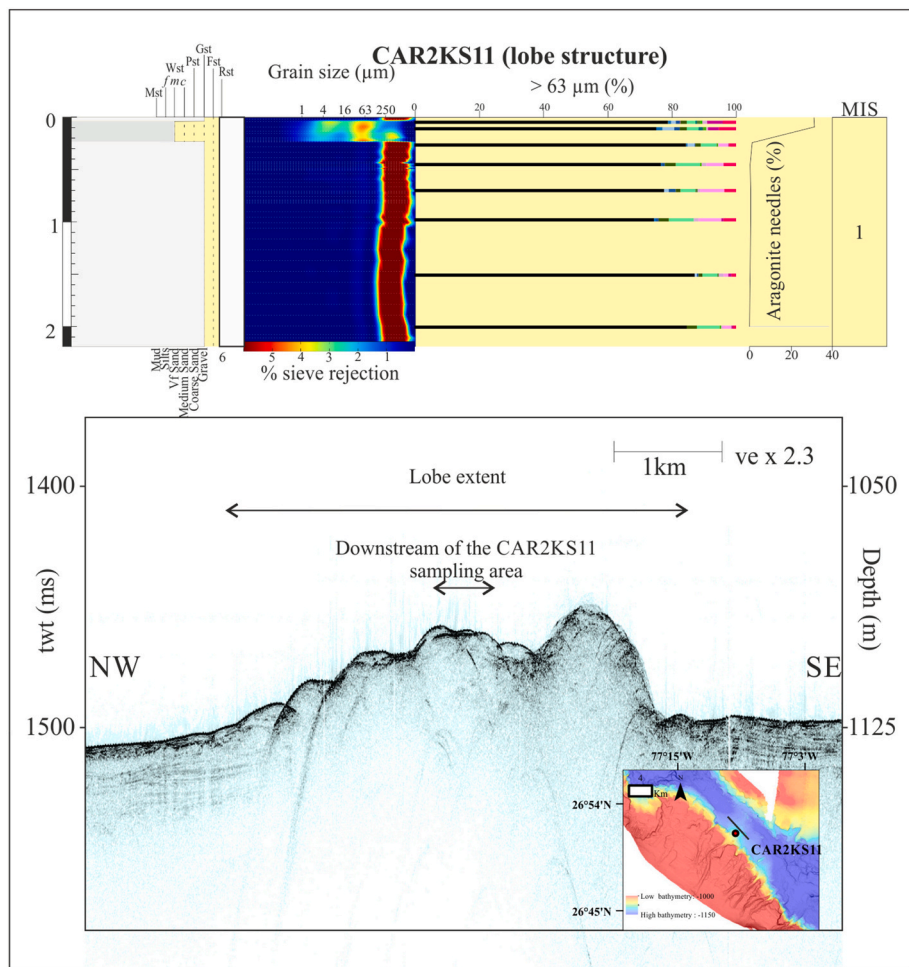 CAR2KS11 (lobe structure)
Gst
Pst Fst
Wst Rst
f m c
Mst
Grain size (µm)
> 63 µm (%)
1 4 16 63 250
0 20 40 60 80 100
MIS
0
1
2
Aragonite needles (%)
1
Mud
Silts
Vf Sand
Medium Sand
Coarse Sand
Gravel
6 5 4 3 2 1
% sieve rejection
0 20 40
1km
ve x 2.3
1400
1050
Lobe extent
Downstream of the CAR2KS11
sampling area
twt (ms)
Depth (m)
NW
SE
1500
1125
77°15'W
77°3'W
4
Km
N
26°54'N
CAR2KS11
Low bathymetry: -1000
High bathymetry : -1150
26°45'N